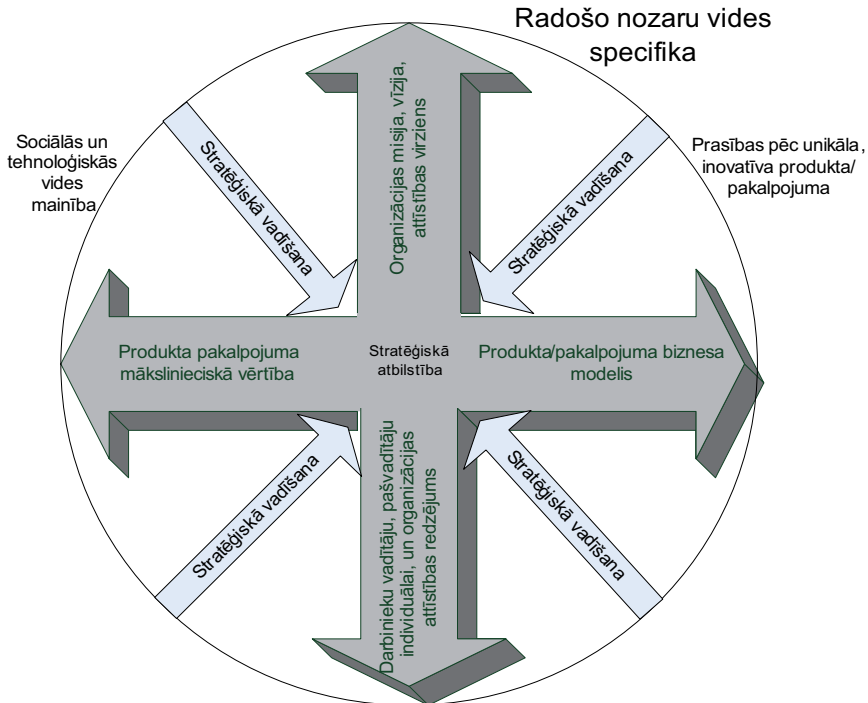 Radošo nozaru vides
specifika
Organizācijas misija, vīzija,
attīstības virziens
Sociālās un
tehnoloģiskās
vides
mainība
Stratēģiskā vadīšana
Stratēģiskā vadīšana
Prasības pēc unikāla,
inovatīva produkta/
pakalpojuma
Produkta pakalpojuma
mākslinieciskā vērtība
Stratēģiskā
atbilstība
Produkta/pakalpojuma biznesa
modelis
Stratēģiskā vadīšana
Darbinieku vadītāju, pašvadītāju
individuālai, un organizācijas
attīstības redzējums
Stratēģiskā vadīšana